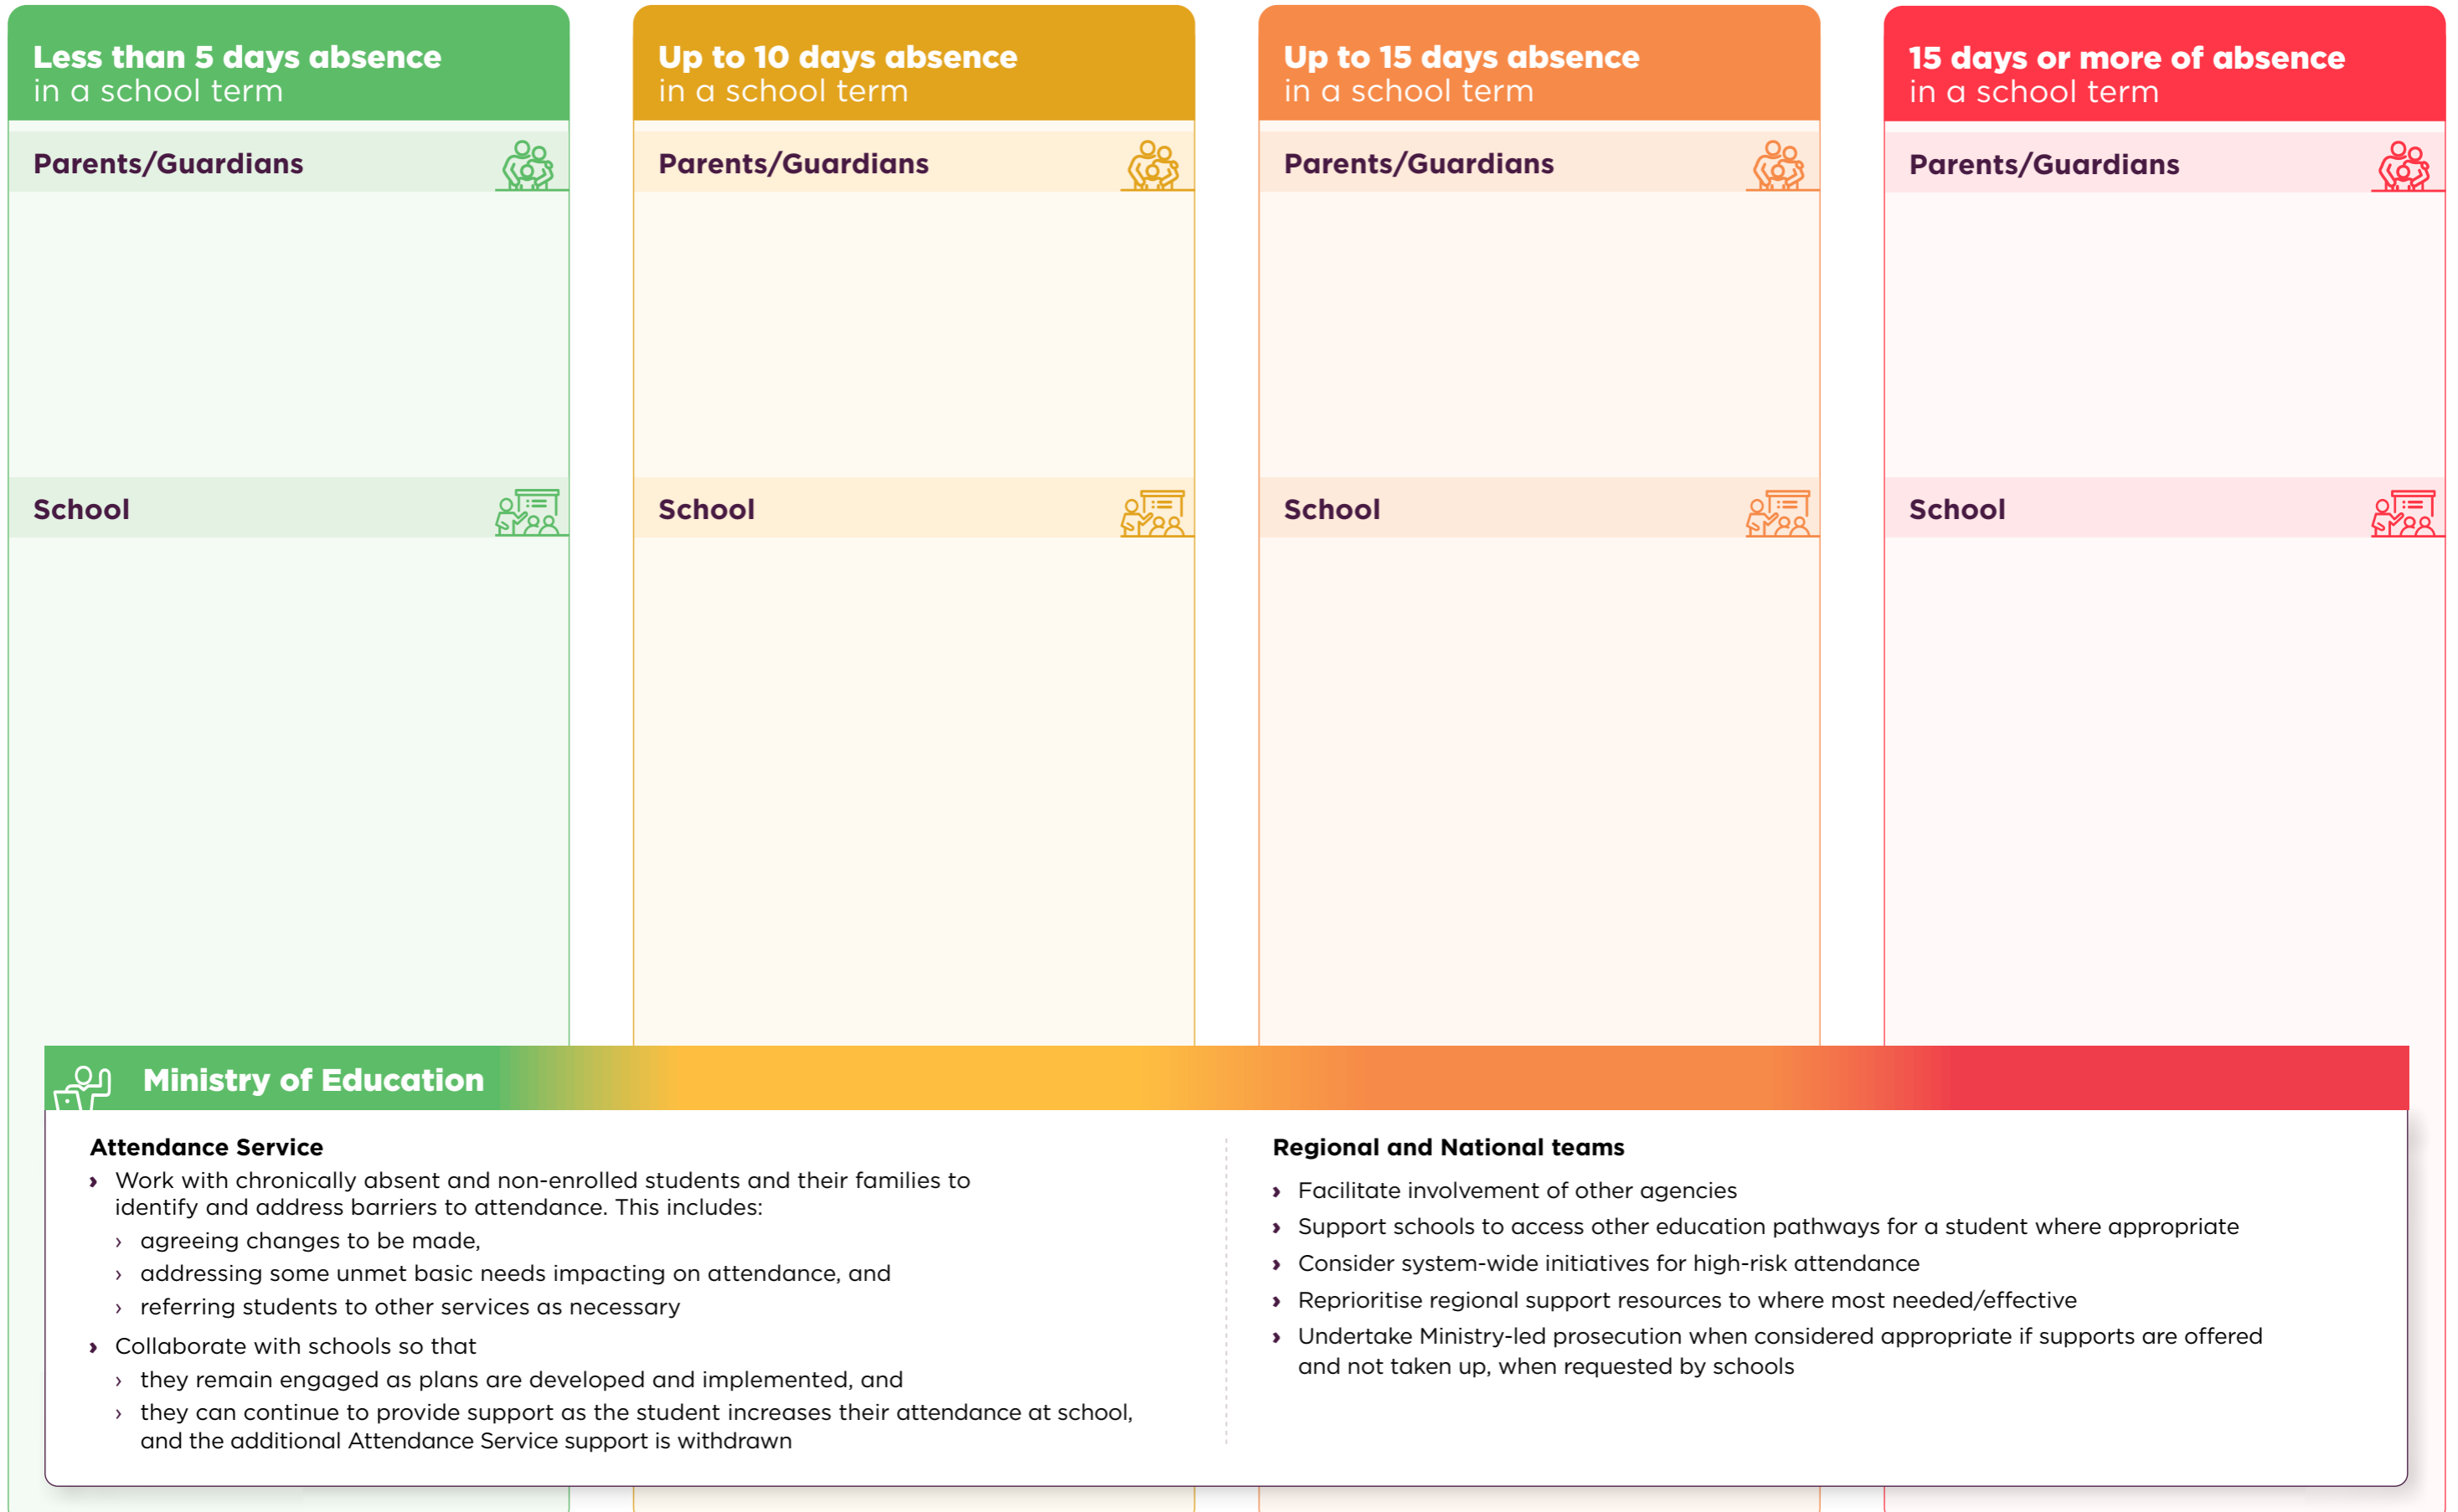 Less than 5 days absence
in a school term
Parents/Guardians
School
Up to 10 days absence
in a school term
Parents/Guardians
School
Up to 15 days absence
in a school term
Parents/Guardians
School
15 days or more of absence
in a school term
Parents/Guardians
School
Ministry of Education
Attendance Service
› Work with chronically absent and non-enrolled students and their families to
identify and address barriers to attendance. This includes:
› agreeing changes to be made,
› addressing some unmet basic needs impacting on attendance, and
› referring students to other services as necessary
› Collaborate with schools so that
› they remain engaged as plans are developed and implemented, and
› they can continue to provide support as the student increases their attendance at school,
and the additional Attendance Service support is withdrawn
Regional and National teams
› Facilitate involvement of other agencies
› Support schools to access other education pathways for a student where appropriate
› Consider system-wide initiatives for high-risk attendance
› Reprioritise regional support resources to where most needed/effective
› Undertake Ministry-led prosecution when considered appropriate if supports are offered
and not taken up, when requested by schools